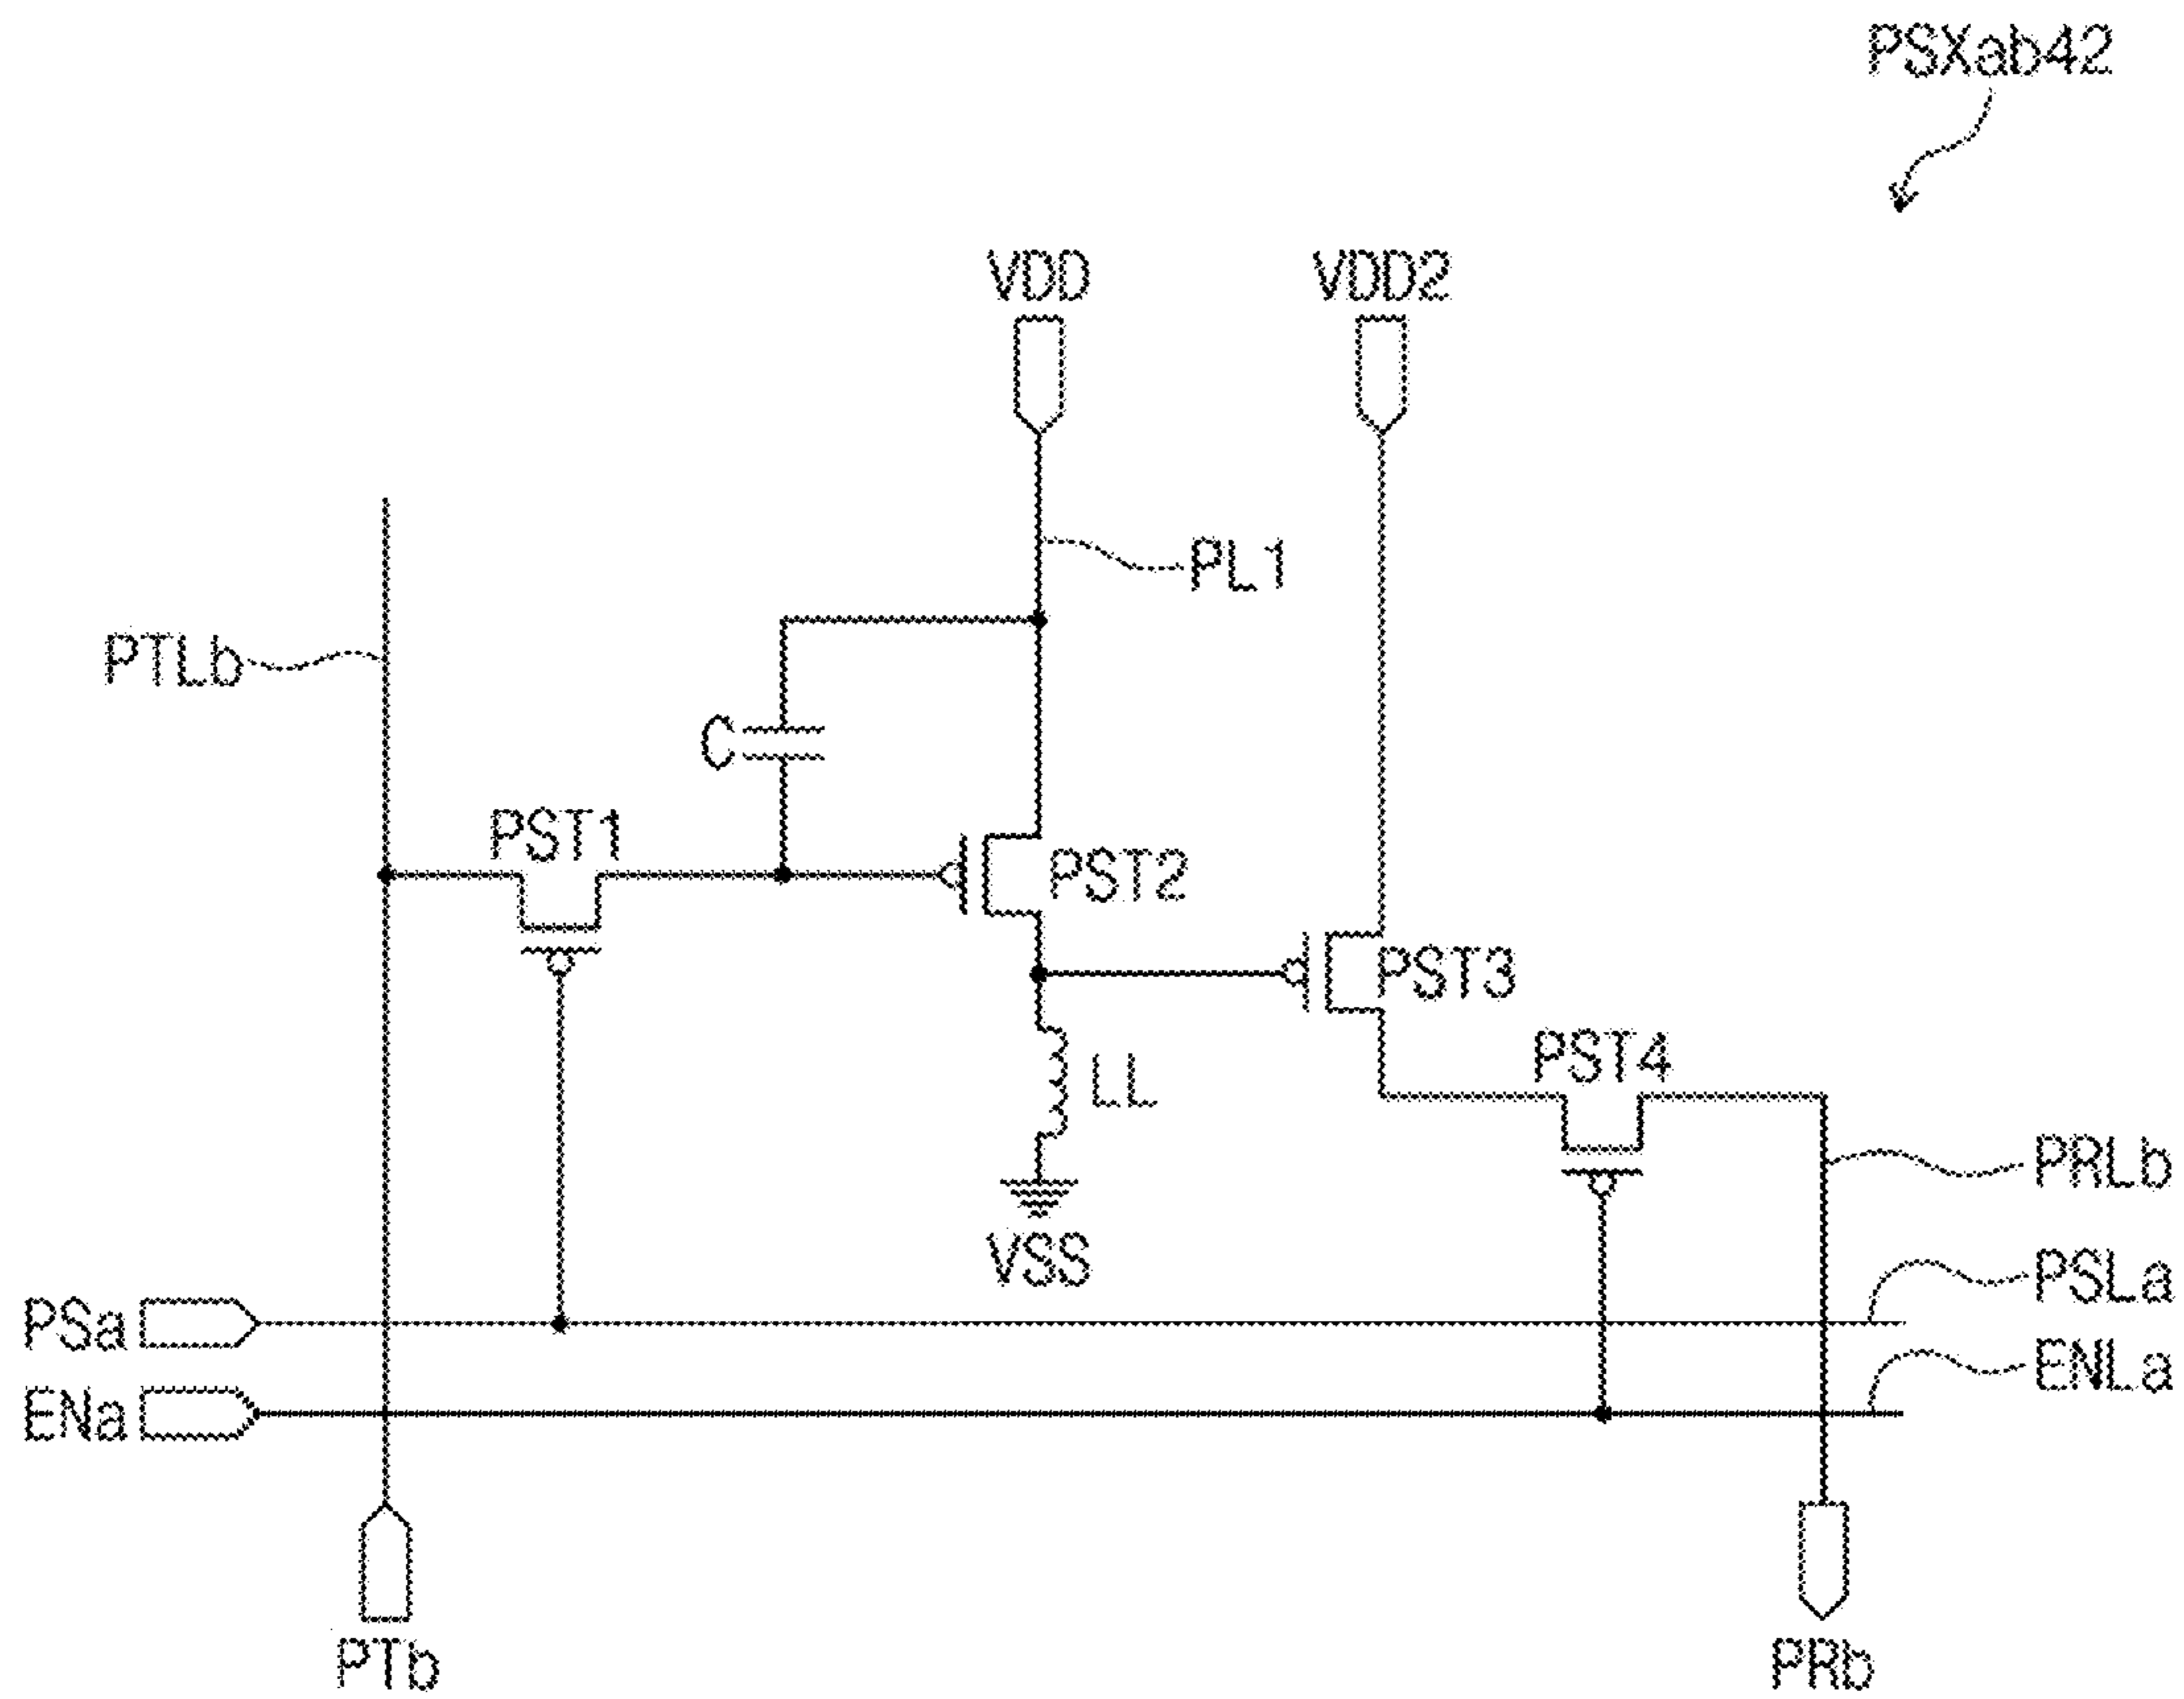 PSXab42
VDD
VDD2
PL1
PTLb
C
PST1
PST2
PST3
PST4
LL
PRLb
VSS
PSLa
PSa
ENLa
ENa
PTb
PRb